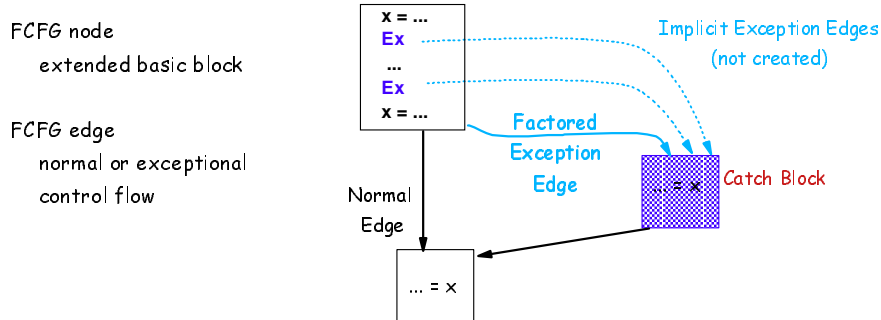 FCFG node
extended basic block
FCFG edge
normal or exceptional
control flow
x = ...
Ex
...
Ex
x = ...
Implicit Exception Edges
(not created)
Factored
Exception
Edge
... = x
Catch Block
Normal
Edge
... = x